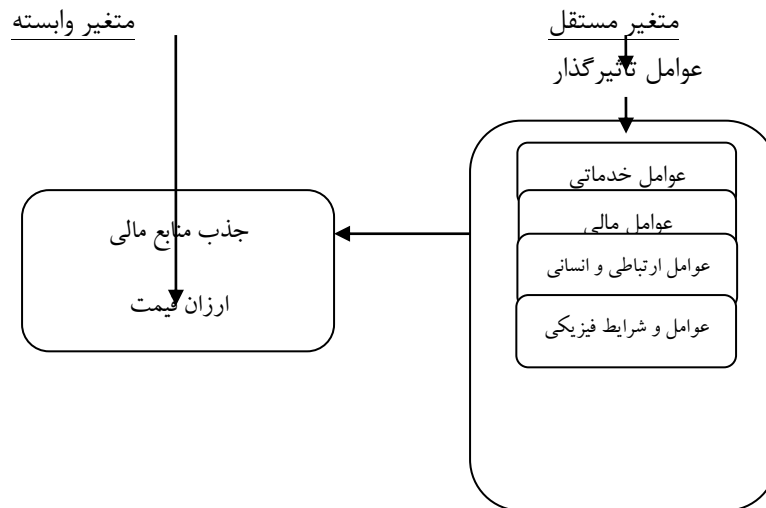 متغیر مستقل
متغیر وابسته
عوامل تاثیرگذار
عوامل خدماتی
عوامل مالی
عوامل ارتباطی و انسانی
عوامل و شرایط فیزیکی
جذب منابع مالی
ارزان قیمت